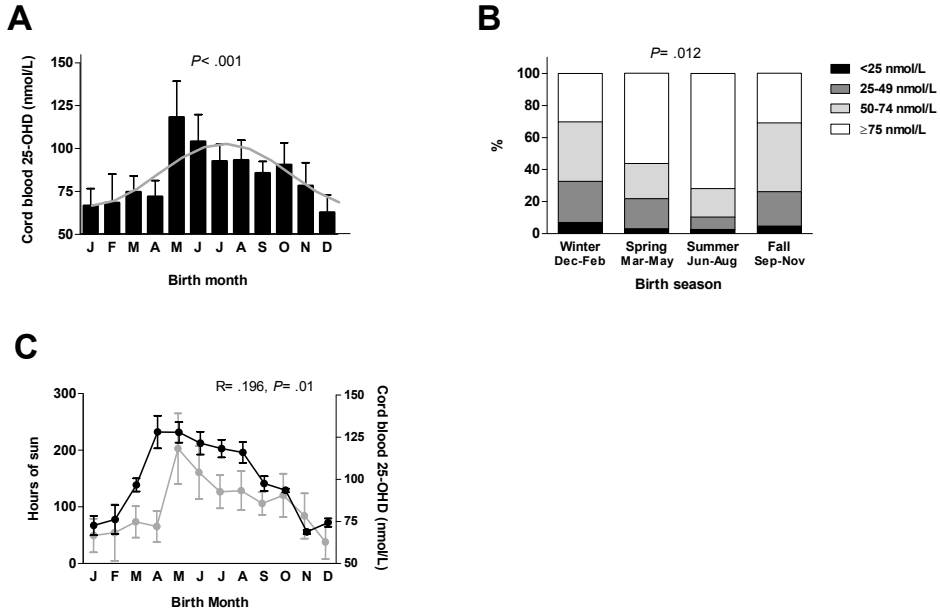 A
P< .001
150
125
100
75
50
Cord blood 25-OHD (nmol/L)
J F M A M J J A S O N D
Birth month
B
P= .012
100
80
60
40
20
0
%
Winter Spring Summer Fall
Dec-Feb Mar-May Jun-Aug Sep-Nov
Birth season
<25 nmol/L
25-49 nmol/L
50-74 nmol/L
≥75 nmol/L
C
R= .196, P= .01
300
200
100
0
Hours of sun
150
125
100
75
50
Cord blood 25-OHD (nmol/L)
J F M A M J J A S O N D
Birth Month